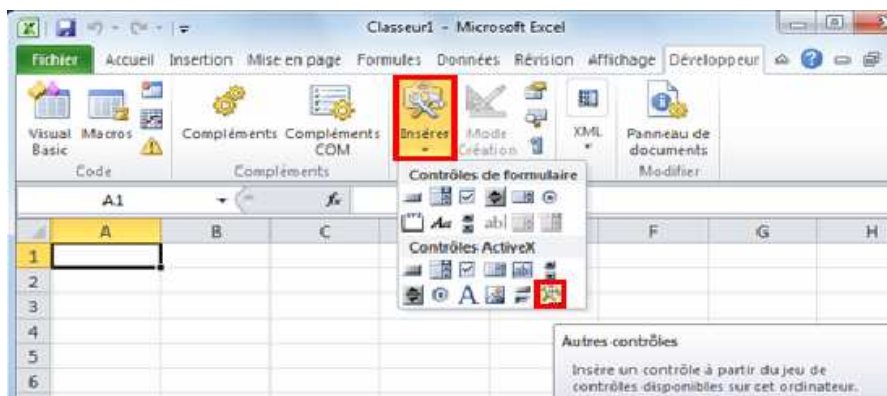 Classeur1 - Microsoft Excel
Fichier Accueil Insertion Mise en page Formules Données Révision Affichage Développeur
Visual Basic Macros Compléments Compléments COM Insérer Mode Création XML Panneau de documents
Code Compléments Modifier
Contrôles de formulaire
A1 fx
Aa ab|
A B C F G H
Contrôles ActiveX
1
2
A
3
4
Autres contrôles
5
Insère un contrôle à partir du jeu de
6
contrôles disponibles sur cet ordinateur.